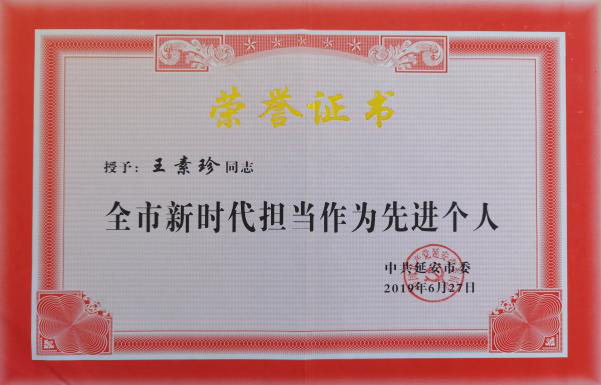 荣誉证书
授予：王素珍同志
全市新时代担当作为先进个人
中共延安市委
2019年6月27日